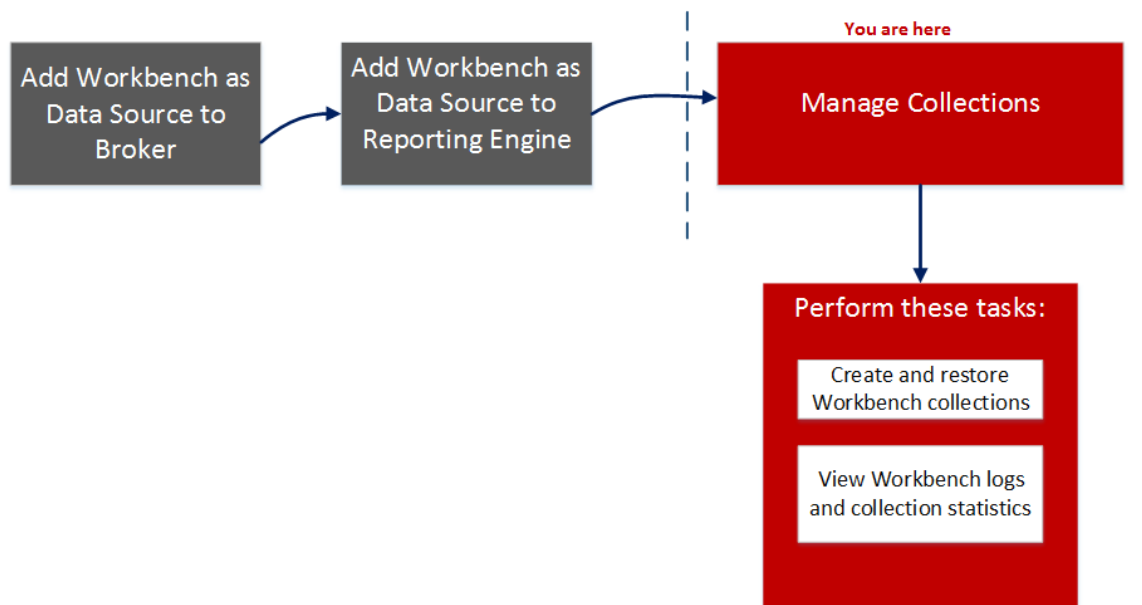 Add Workbench as
Data Source to
Broker
Add Workbench as
Data Source to
Reporting Engine
You are here
Manage Collections
Perform these tasks:
Create and restore
Workbench collections
View Workbench logs
and collection statistics